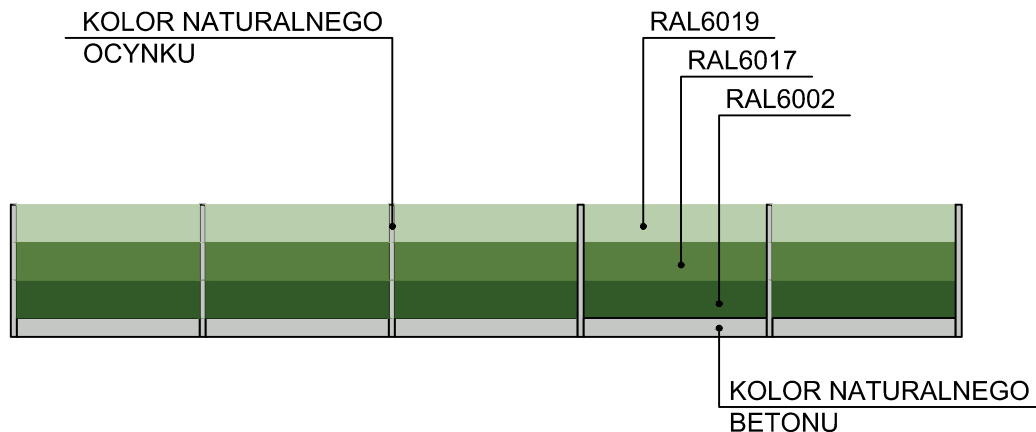 KOLOR NATURALNEGO
OCYNKU
RAL6019
RAL6017
RAL6002
KOLOR NATURALNEGO
BETONU